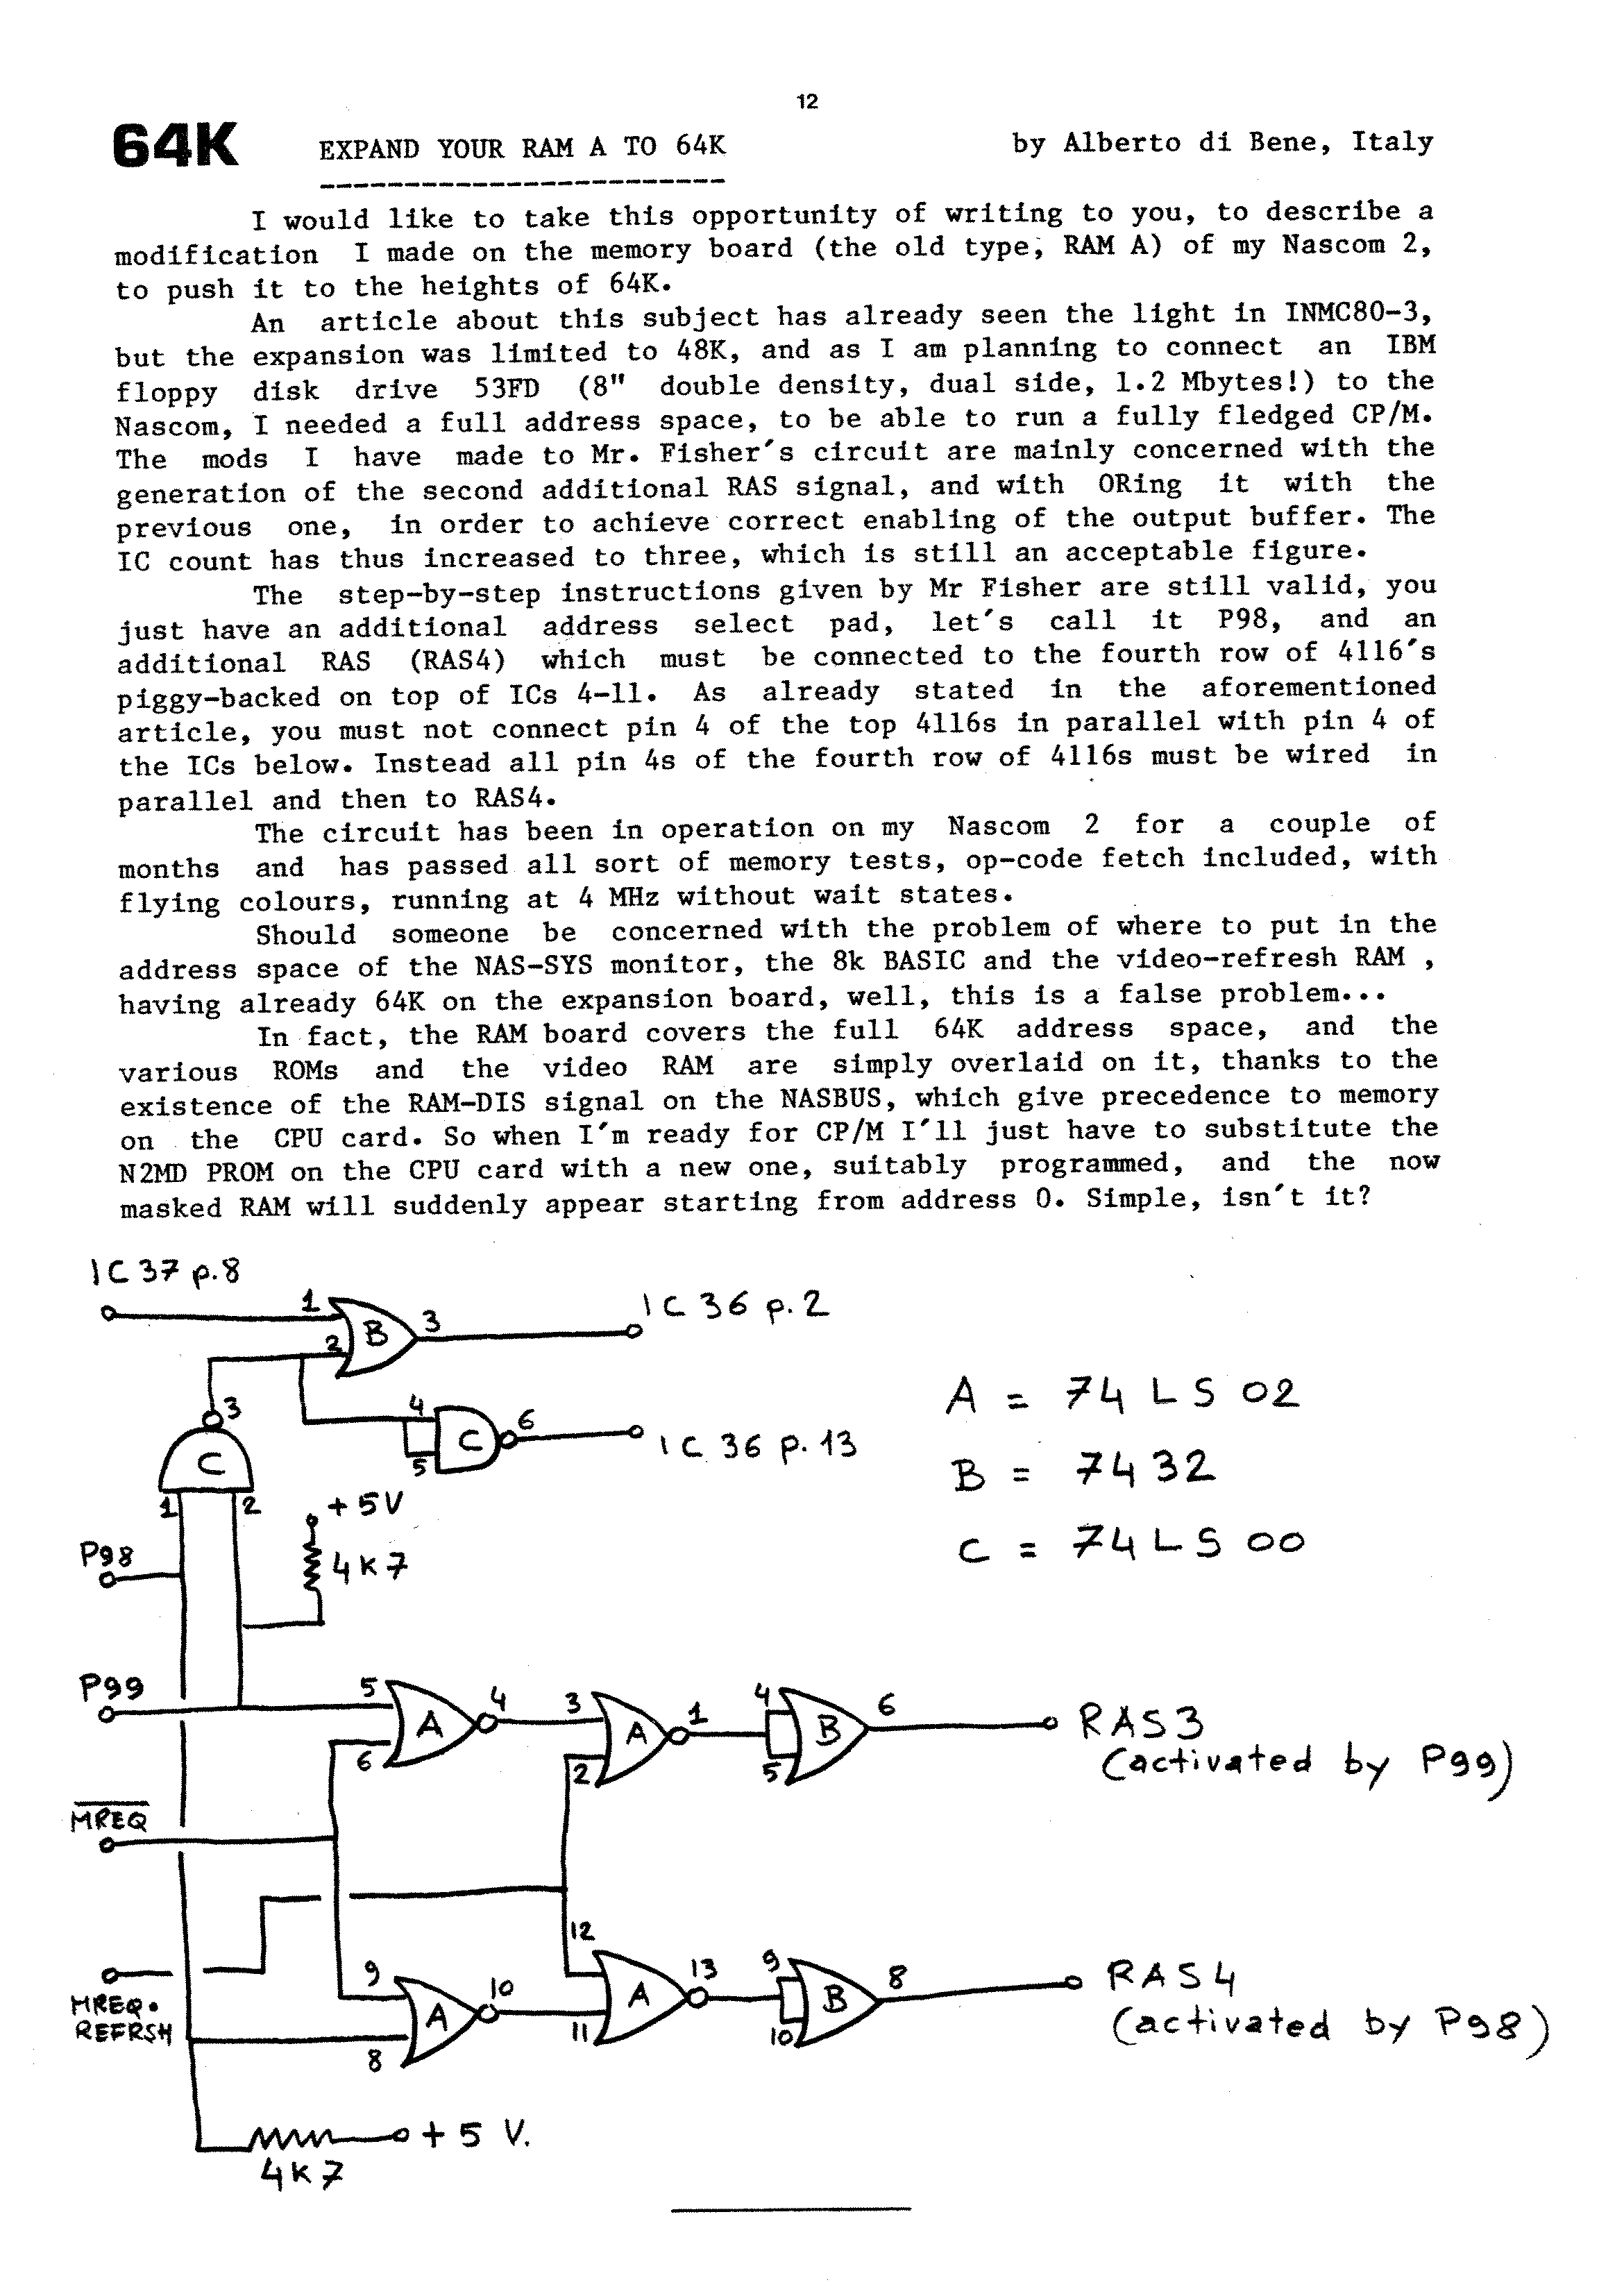 12
64K EXPAND YOUR RAM A TO 64K by Alberto di Bene, Italy
------------------------
I would like to take this opportunity of writing to you, to describe a
modification I made on the memory board (the old type, RAM A) of my Nascom 2,
to push it to the heights of 64K.
An article about this subject has already seen the light in INMC80-3,
but the expansion was limited to 48K, and as I am planning to connect an IBM
floppy disk drive 53FD (8" double density, dual side, 1.2 Mbytes!) to the
Nascom, I needed a full address space, to be able to run a fully fledged CP/M.
The mods I have made to Mr. Fisher's circuit are mainly concerned with the
generation of the second additional RAS signal, and with ORing it with the
previous one, in order to achieve correct enabling of the output buffer. The
IC count has thus increased to three, which is still an acceptable figure.
The step-by-step instructions given by Mr Fisher are still valid, you
just have an additional address select pad, let's call it P98, and an
additional RAS (RAS4) which must be connected to the fourth row of 4116's
piggy-backed on top of ICs 4-11. As already stated in the aforementioned
article, you must not connect pin 4 of the top 4116s in parallel with pin 4 of
the ICs below. Instead all pin 4s of the fourth row of 4116s must be wired in
parallel and then to RAS4.
The circuit has been in operation on my Nascom 2 for a couple of
months and has passed all sort of memory tests, op-code fetch included, with
flying colours, running at 4 MHz without wait states.
Should someone be concerned with the problem of where to put in the
address space of the NAS-SYS monitor, the 8k BASIC and the video-refresh RAM ,
having already 64K on the expansion board, well, this is a false problem...
In fact, the RAM board covers the full 64K address space, and the
various ROMs and the video RAM are simply overlaid on it, thanks to the
existence of the RAM-DIS signal on the NASBUS, which give precedence to memory
on the CPU card. So when I'm ready for CP/M I'll just have to substitute the
N2MD PROM on the CPU card with a new one, suitably programmed, and the now
masked RAM will suddenly appear starting from address 0. Simple, isn't it?
IC 37 p.8
1 2 B 3
IC 36 p. 2
3 C 1 2
4 5 C 6
IC 36 p. 13
A = 74 LS 02
B = 74 32
C = 74 LS 00
+ 5V
4K7
P98
P99
5 6 A 4
3 2 A 1
4 5 B 6
RAS3
(activated by P99)
MREQ
MREQ.
REFRSH
9 8 A 10
12 11 A 13
9 10 B 8
RAS4
(activated by P98)
+ 5 V.
4K7